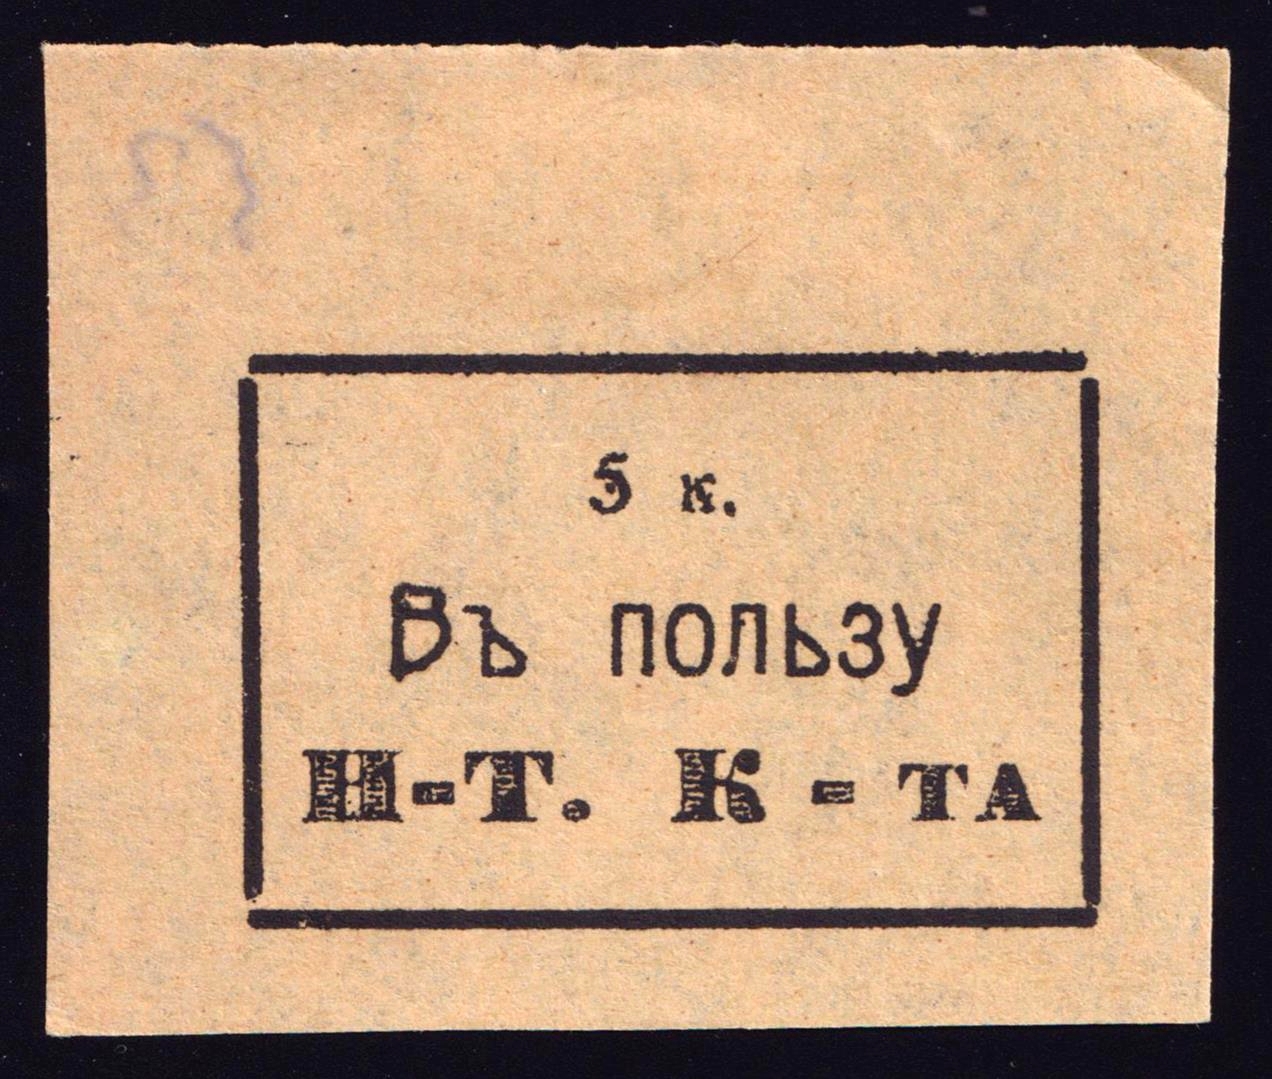 5 к.
Въ пользу
Н-Т. К-та